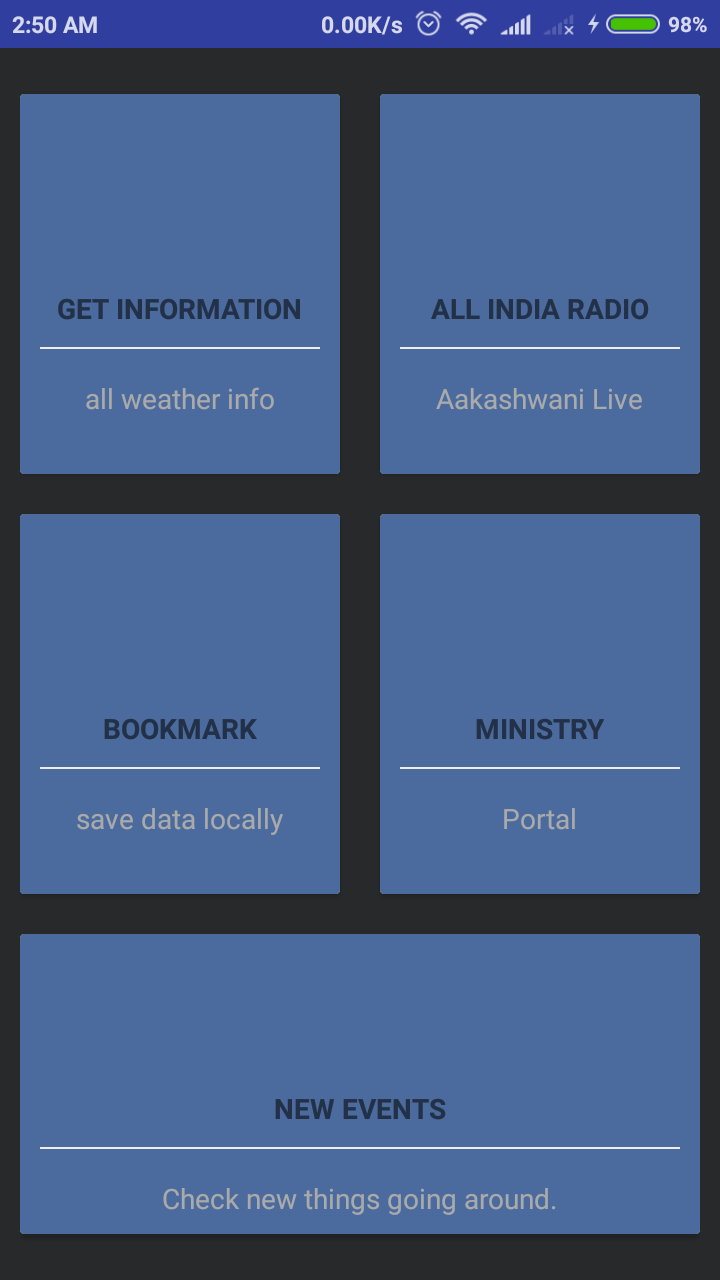 2:50 AM 0.00K/s 98%
GET INFORMATION
all weather info
ALL INDIA RADIO
Aakashwani Live
BOOKMARK
save data locally
MINISTRY
Portal
NEW EVENTS
Check new things going around.